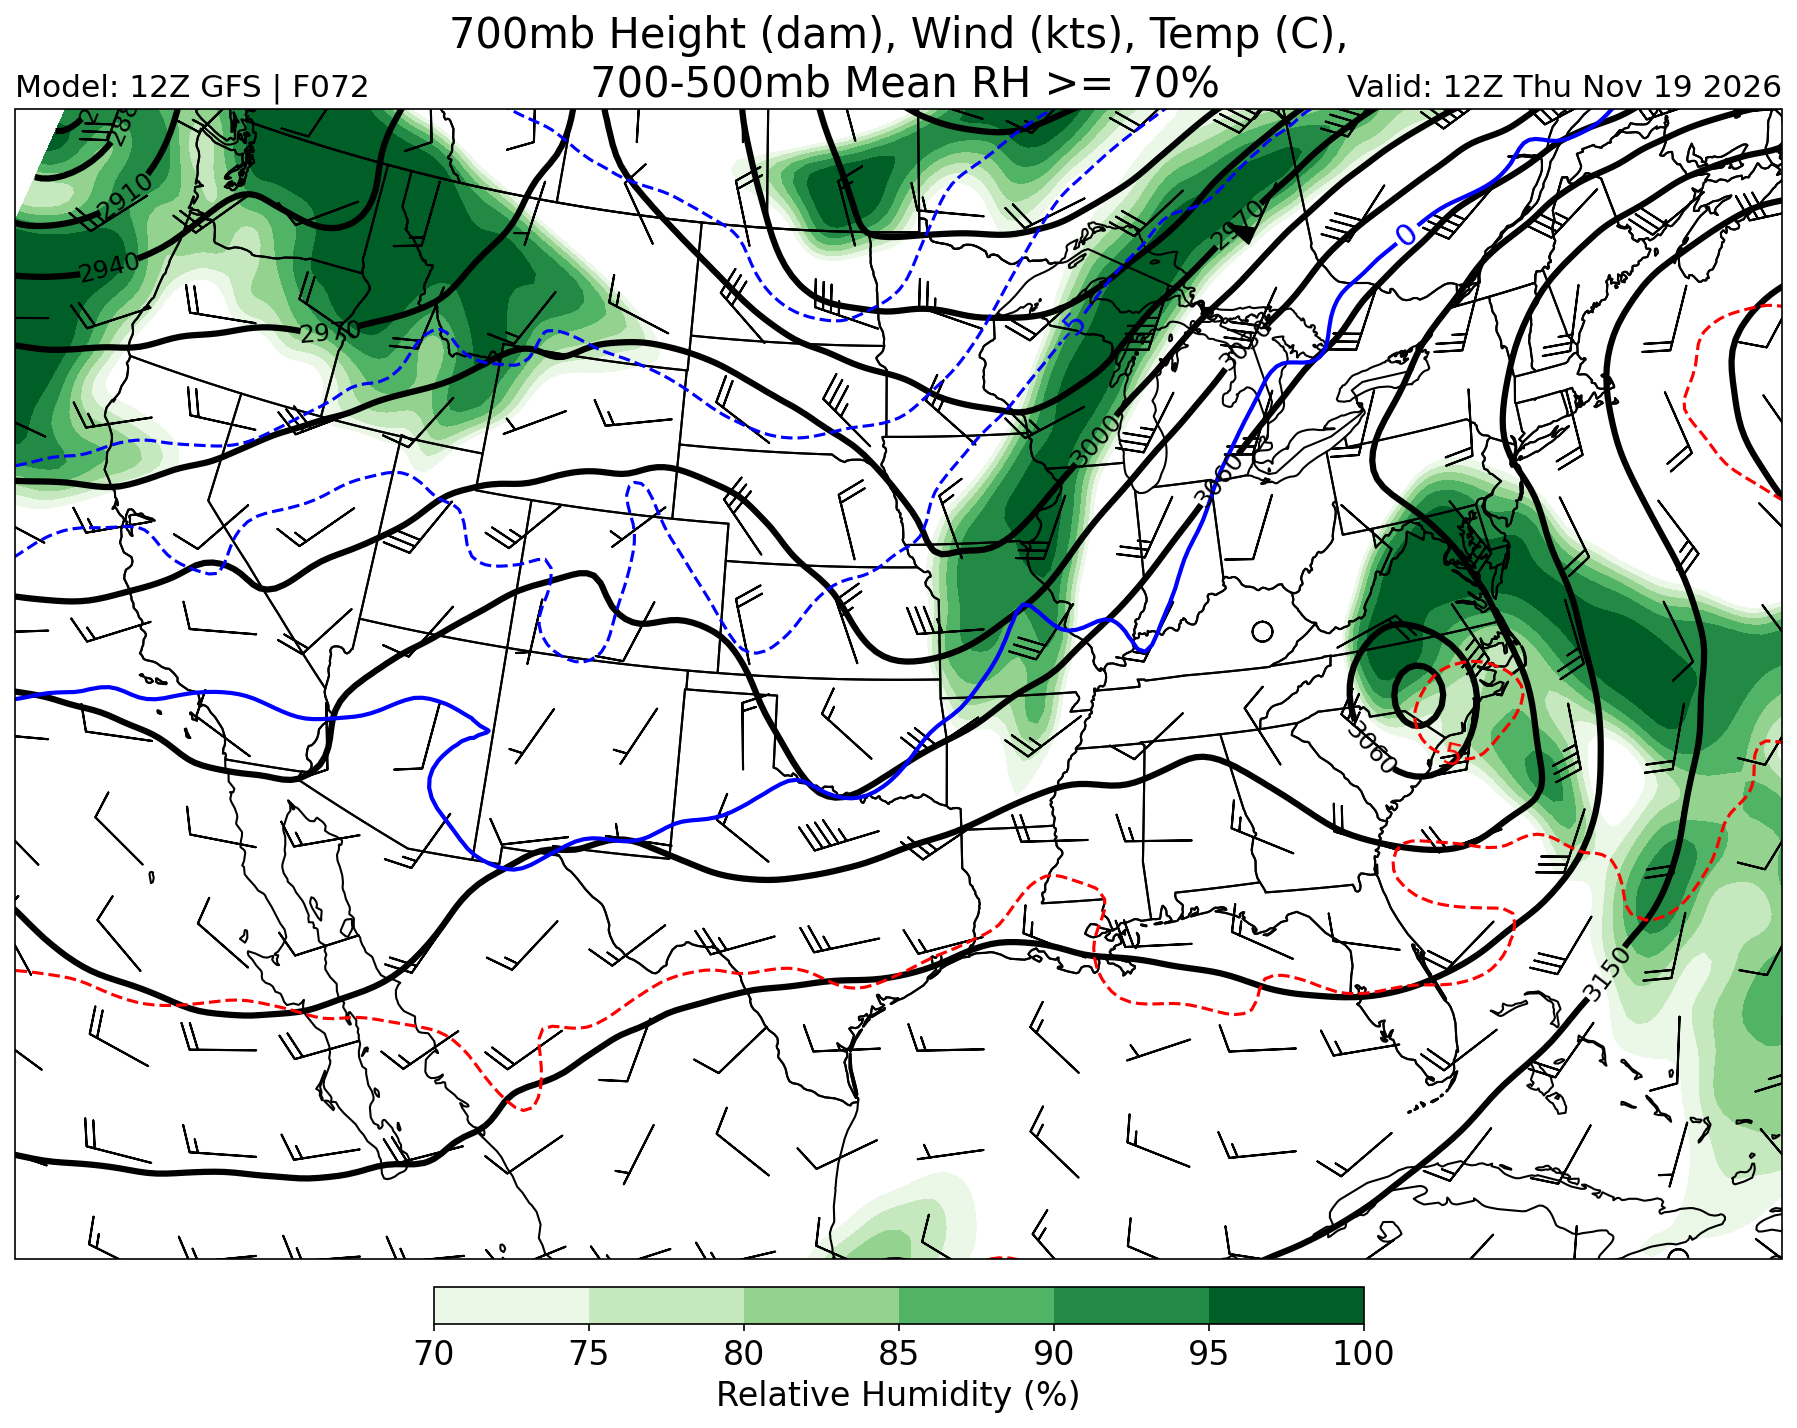 700mb Height (dam), Wind (kts), Temp (C),
Model: 12Z GFS | F072
700-500mb Mean RH >= 70%
Valid: 12Z Thu Nov 19 2026
2910
2940
2970
2970
0
-5
3000
3060
3060
5
3150
70 75 80 85 90 95 100
Relative Humidity (%)